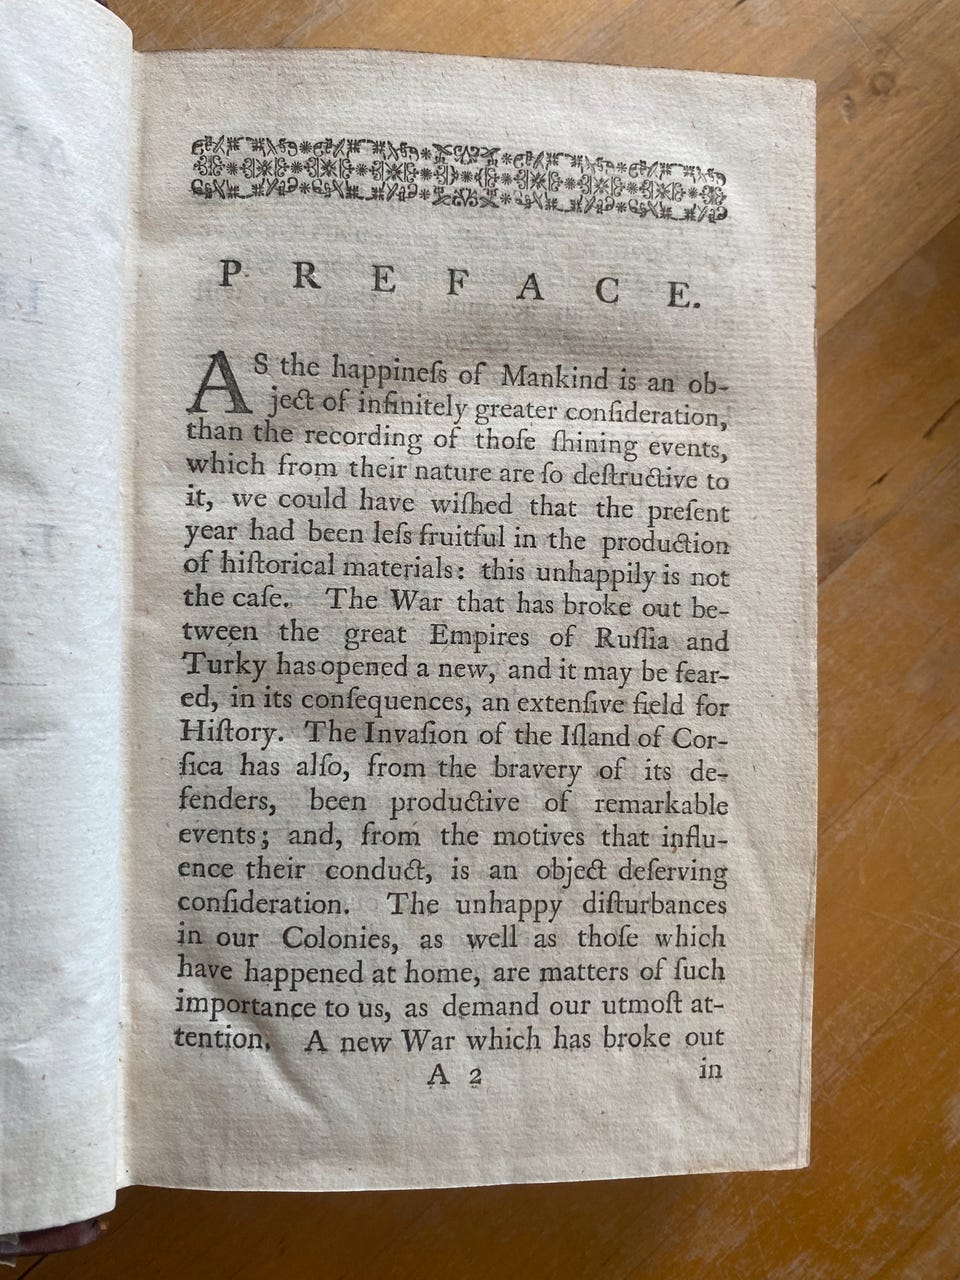 P R E F A C E.
AS the happineſs of Mankind is an ob-
ject of infinitely greater conſideration,
than the recording of thoſe ſhining events,
which from their nature are ſo deſtructive to
it, we could have wiſhed that the preſent
year had been leſs fruitful in the production
of hiſtorical materials: this unhappily is not
the caſe. The War that has broke out be-
tween the great Empires of Ruſſia and
Turky has opened a new, and it may be fear-
ed, in its conſequences, an extenſive field for
Hiſtory. The Invaſion of the Iſland of Cor-
ſica has alſo, from the bravery of its de-
fenders, been productive of remarkable
events; and, from the motives that influ-
ence their conduct, is an object deſerving
conſideration. The unhappy diſturbances
in our Colonies, as well as thoſe which
have happened at home, are matters of ſuch
importance to us, as demand our utmoſt at-
tention. A new War which has broke out
A 2 in